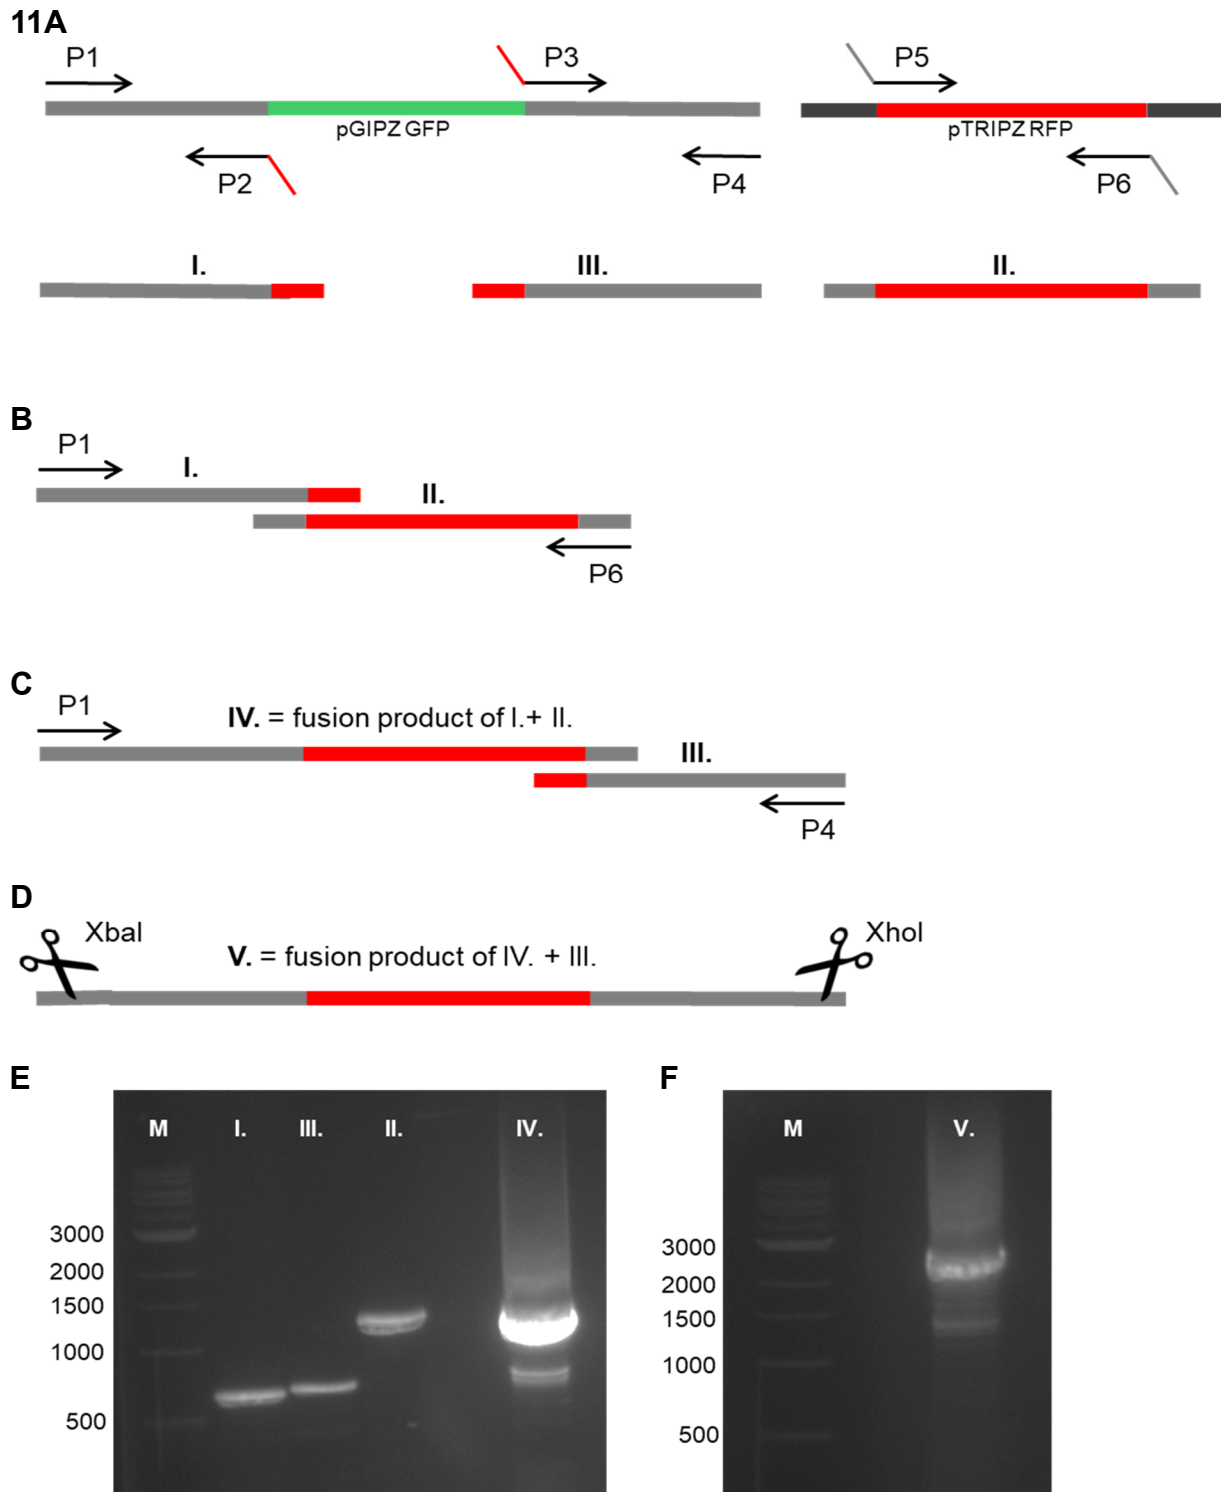 11A
P1
P3
P5
pGIPZ GFP
pTRIPZ RFP
P2
P4
P6
I.
III.
II.
B
P1
I.
II.
P6
C
P1
IV. = fusion product of I.+ II.
III.
P4
D
XbaI
XhoI
V. = fusion product of IV. + III.
E
M
I.
III.
II.
IV.
3000
2000
1500
1000
500
F
M
V.
3000
2000
1500
1000
500